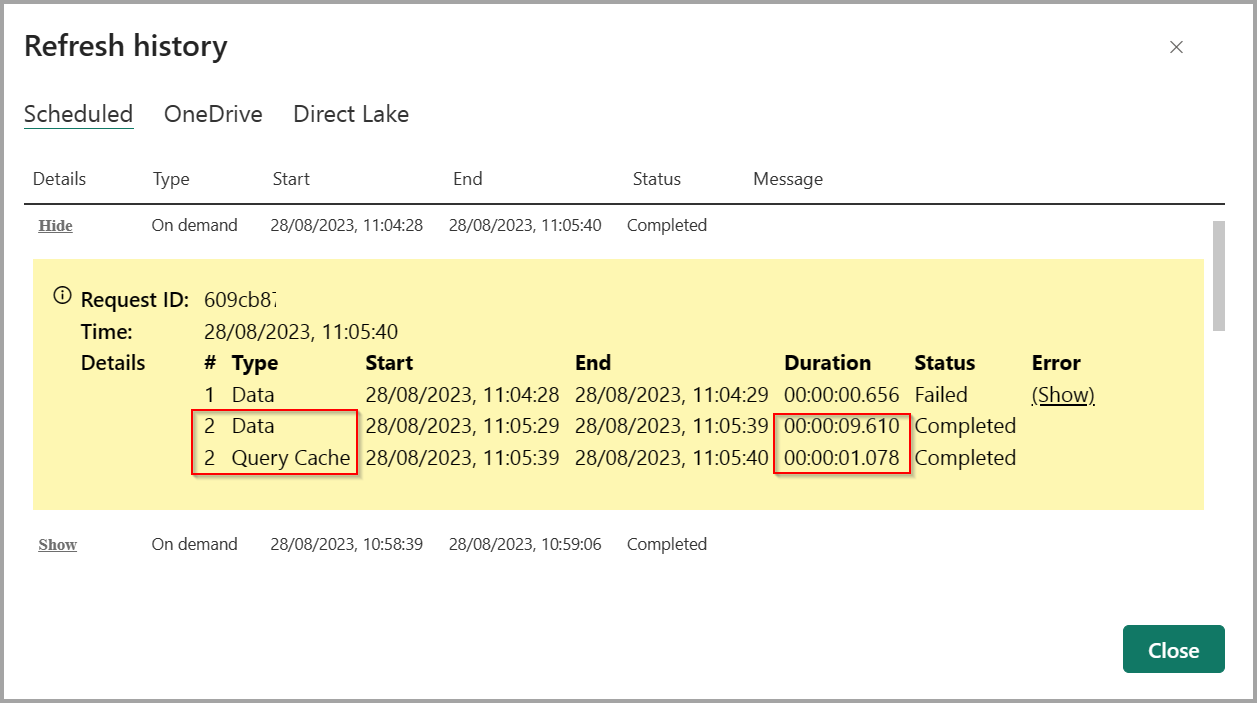 Refresh history
Scheduled OneDrive Direct Lake
Details Type Start End Status Message
Hide On demand 28/08/2023, 11:04:28 28/08/2023, 11:05:40 Completed
Request ID: 609cb87
Time: 28/08/2023, 11:05:40
Details # Type Start End Duration Status Error
1 Data 28/08/2023, 11:04:28 28/08/2023, 11:04:29 00:00:00.656 Failed (Show)
2 Data 28/08/2023, 11:05:29 28/08/2023, 11:05:39 00:00:09.610 Completed
2 Query Cache 28/08/2023, 11:05:39 28/08/2023, 11:05:40 00:00:01.078 Completed
Show On demand 28/08/2023, 10:58:39 28/08/2023, 10:59:06 Completed
Close